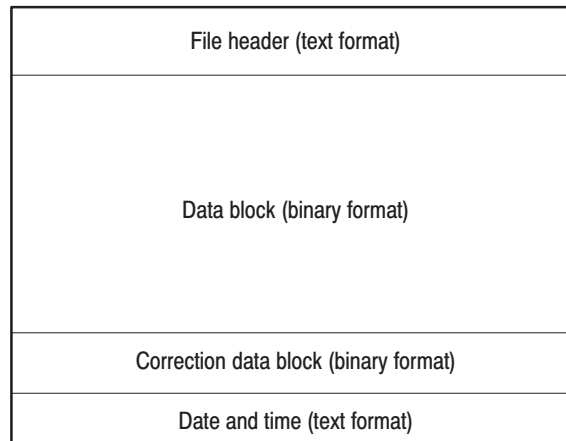 File header (text format)
Data block (binary format)
Correction data block (binary format)
Date and time (text format)